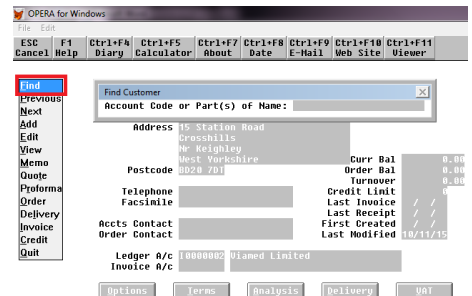 OPERA for Windows
File Edit
ESC F1 Ctrl+F4 Ctrl+F5 Ctrl+F7 Ctrl+F8 Ctrl+F9 Ctrl+F10 Ctrl+F11
Cancel Help Diary Calculator About Date E-Mail Web Site Viewer
Find
Previous
Next
Add
Edit
View
Memo
Quote
Proforma
Order
Delivery
Invoice
Credit
Quit
Find Customer
Account Code or Part(s) of Name:
Address 15 Station Road
Crosshills
Nr Keighley
West Yorkshire
Postcode BD20 7DT
Telephone
Facsimile
Accts Contact
Order Contact
Ledger A/c I0000002 Viamed Limited
Invoice A/c
Curr Bal 0.00
Order Bal 0.00
Turnover 0.00
Credit Limit 0
Last Invoice / /
Last Receipt / /
First Created / /
Last Modified 10/11/15
Options Terms Analysis Delivery VAT